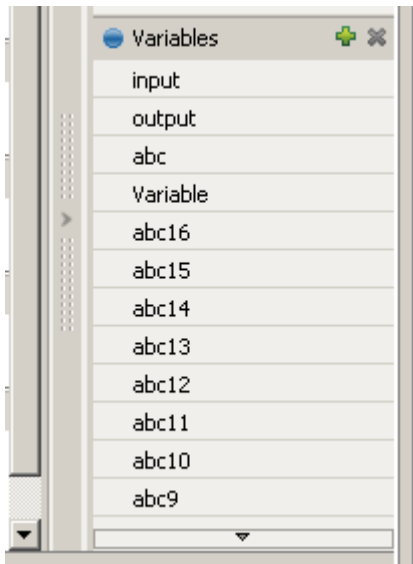 Variables
input
output
abc
Variable
abc16
abc15
abc14
abc13
abc12
abc11
abc10
abc9